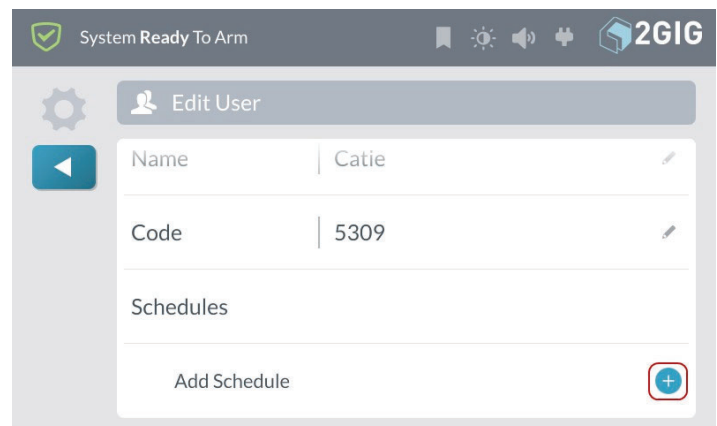 System Ready To Arm
2GIG
Edit User
Name Catie
Code 5309
Schedules
Add Schedule